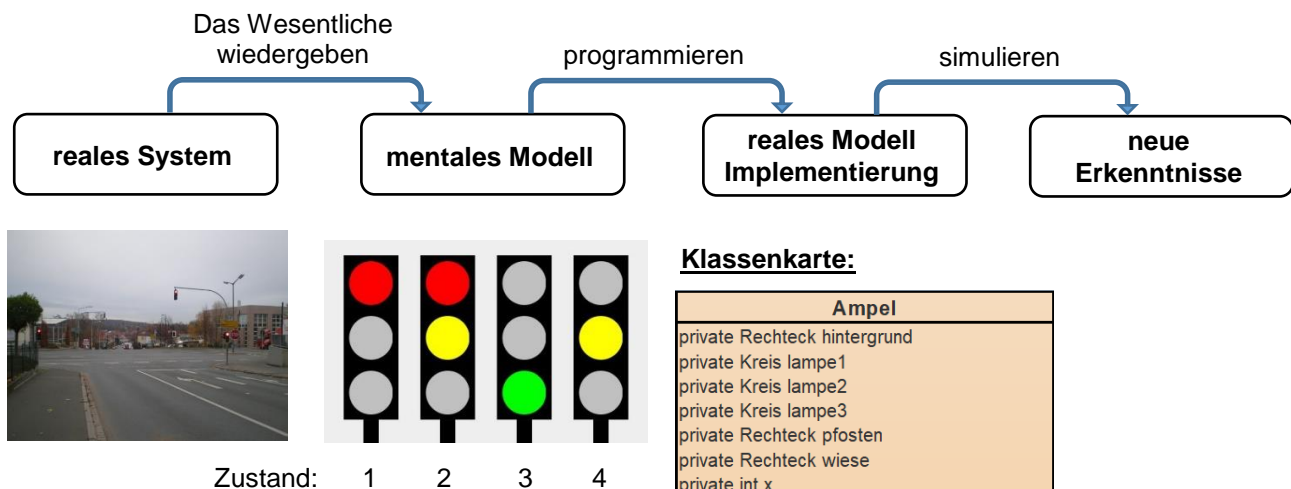 Das Wesentliche
wiedergeben
programmieren
simulieren
reales System
mentales Modell
reales Modell
Implementierung
neue
Erkenntnisse
Klassenkarte:
Ampel
private Rechteck hintergrund
private Kreis lampe1
private Kreis lampe2
private Kreis lampe3
private Rechteck pfosten
private Rechteck wiese
private int x
Zustand: 1 2 3 4